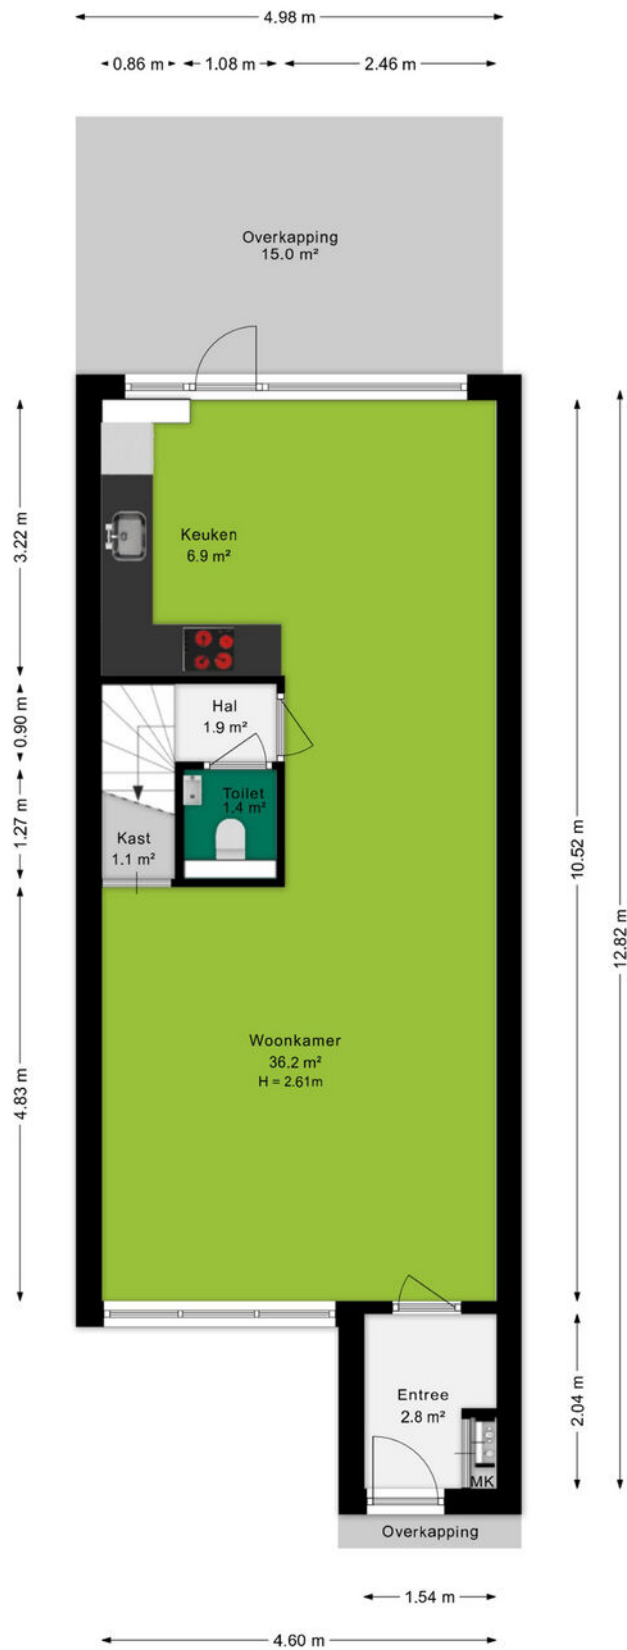 4.98 m
0.86 m
1.08 m
2.46 m
Overkapping
15.0 m²
3.22 m
Keuken
6.9 m²
0.90 m
Hal
1.9 m²
1.27 m
Toilet
1.4 m²
Kast
1.1 m²
10.52 m
12.82 m
Woonkamer
36.2 m²
H = 2.61m
4.83 m
Entree
2.8 m²
2.04 m
MK
Overkapping
1.54 m
4.60 m